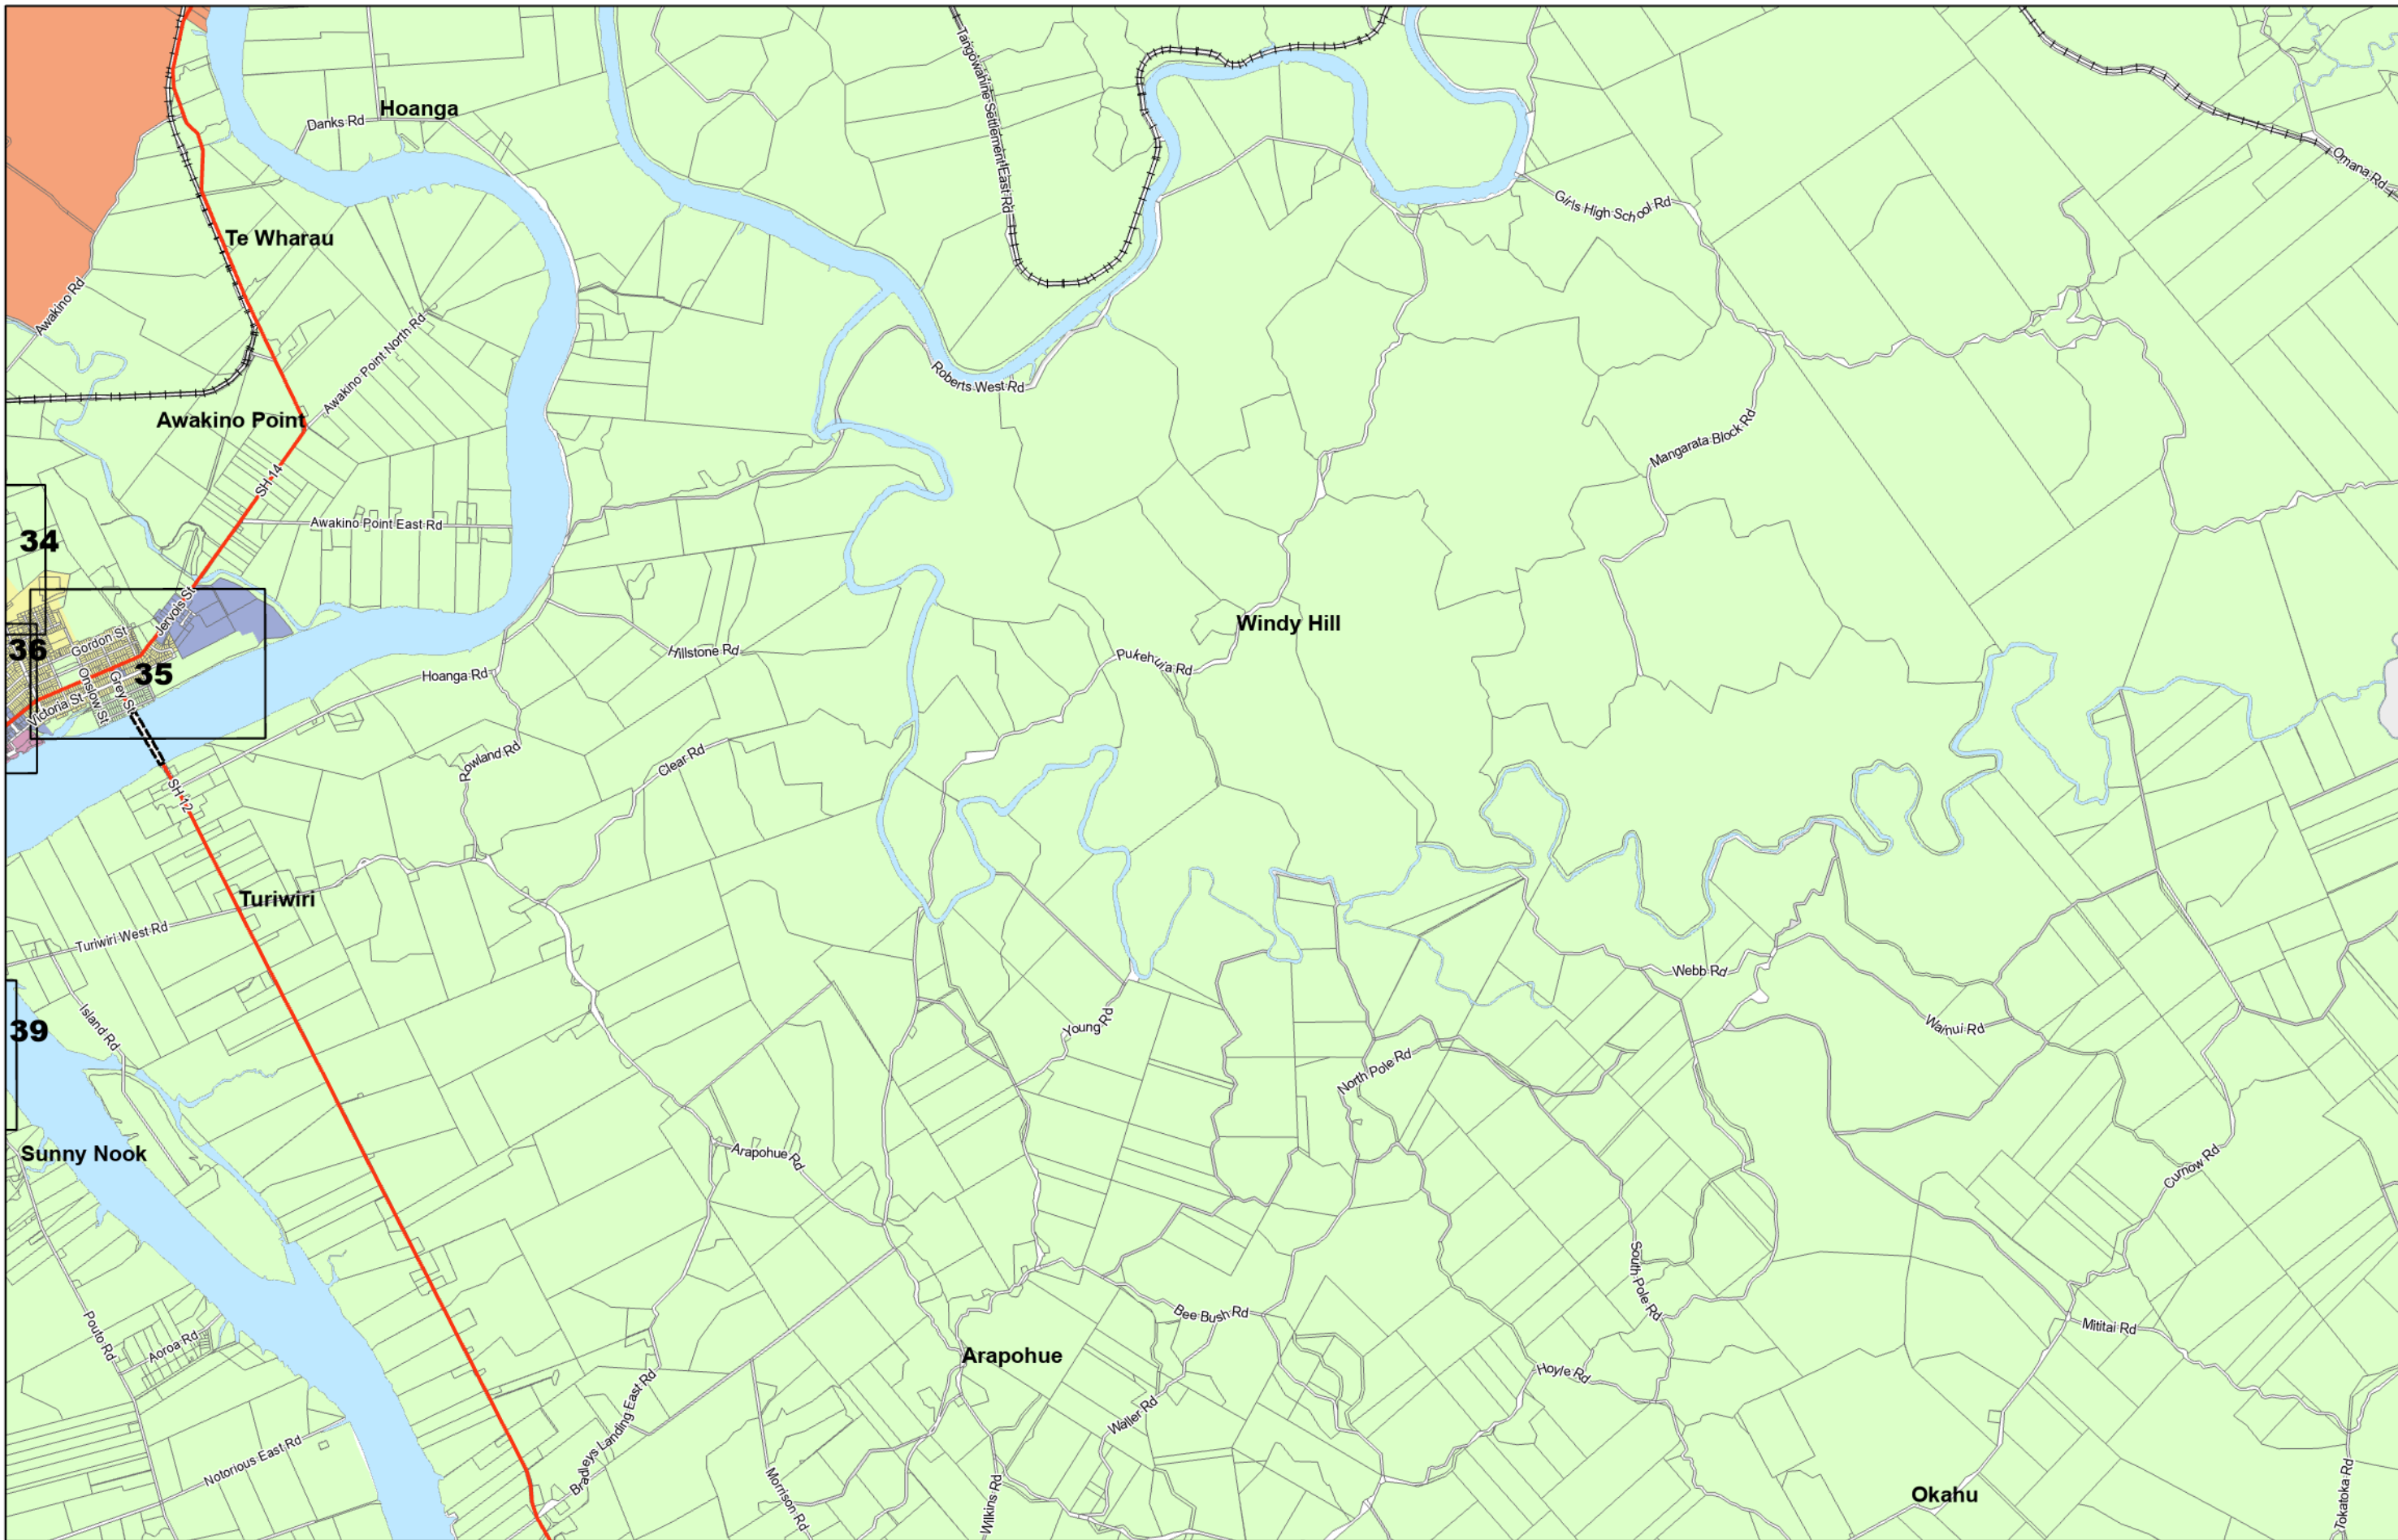 Tangowahine Settlement East Rd
Hoanga
Danks Rd
Omana Rd
Girls High School Rd
Te Wharau
Awakino Rd
Awakino Point North Rd
Roberts West Rd
Awakino Point
Mangarata Block Rd
SH 14
Awakino Point East Rd
34
Jervois St
Windy Hill
Gordon St
36
Hillstone Rd
Pukehuia Rd
35
Hoanga Rd
Onslow St
Grey St
Victoria St
Rowland Rd
Clear Rd
SH 12
Turiwiri
Turiwiri West Rd
Webb Rd
Island Rd
39
Young Rd
Wainui Rd
North Pole Rd
Sunny Nook
Arapohue Rd
Curnow Rd
South Pole Rd
Bee Bush Rd
Pouto Rd
Aoroa Rd
Mititai Rd
Arapohue
Hoyle Rd
Bradleys Landing East Rd
Waller Rd
Notorious East Rd
Morrison Rd
Wilkins Rd
Okahu
Tokatoka Rd